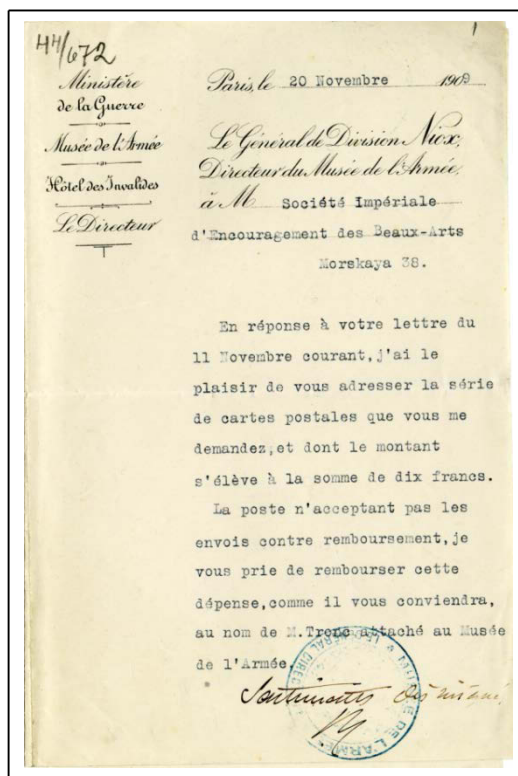 44/672
1
Ministère
de la Guerre
Musée de l'Armée
Hôtel des Invalides
Le Directeur
Paris, le 20 Novembre 1909
Le Général de Division Niox,
Directeur du Musée de l'Armée,
à M Société Impériale
d'Encouragement des Beaux-Arts
Morskaya 38.
En réponse à votre lettre du
11 Novembre courant,j'ai le
plaisir de vous adresser la série
de cartes postales que vous me
demandez,et dont le montant
s'élève à la somme de dix francs.
La poste n'acceptant pas les
envois contre remboursement,je
vous prie de rembourser cette
dépense,comme il vous conviendra,
au nom de M.Tronc attaché au Musée
de l'Armée.
DE L'ARMÉE